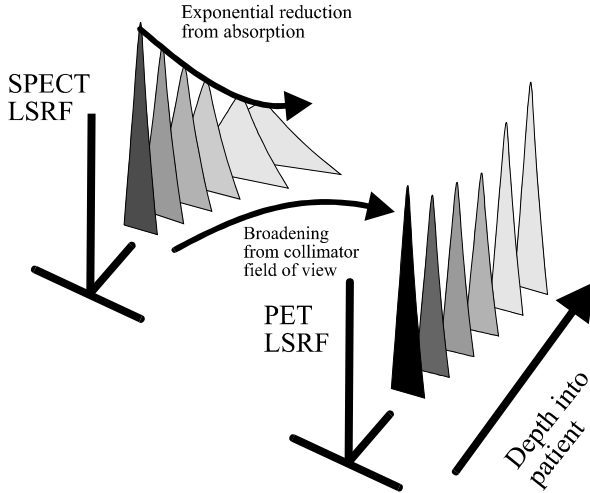 Exponential reduction
from absorption
SPECT
LSRF
Broadening
from collimator
field of view
PET
LSRF
Depth into
patient